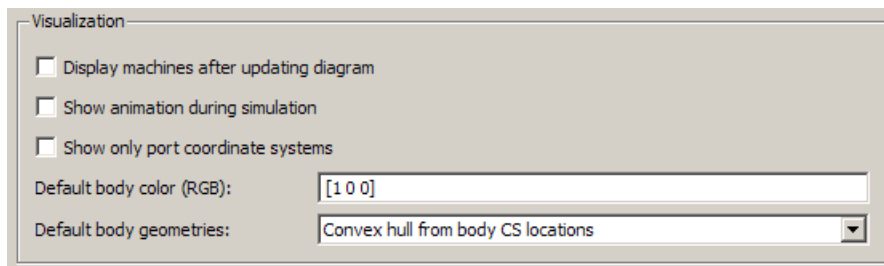 Visualization
Display machines after updating diagram
Show animation during simulation
Show only port coordinate systems
Default body color (RGB): [1 0 0]
Default body geometries: Convex hull from body CS locations